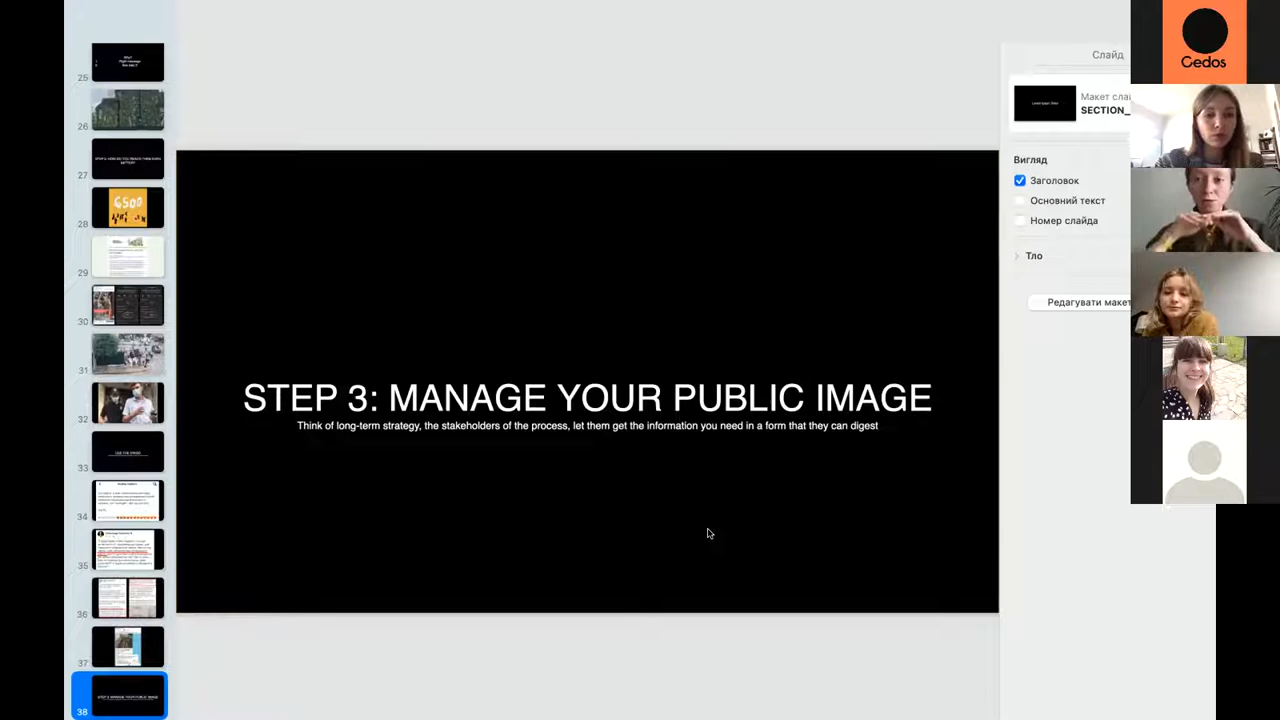 25
26
27
28
6500
29
30
31
32
33
34
35
36
37
38
STEP 3: MANAGE YOUR PUBLIC IMAGE
Think of long-term strategy, the stakeholders of the process, let them get the information you need in a form that they can digest
Слайд
Макет слай
SECTION_
Вигляд
Заголовок
Основний текст
Номер слайда
Тло
Редагувати макет
Cedos